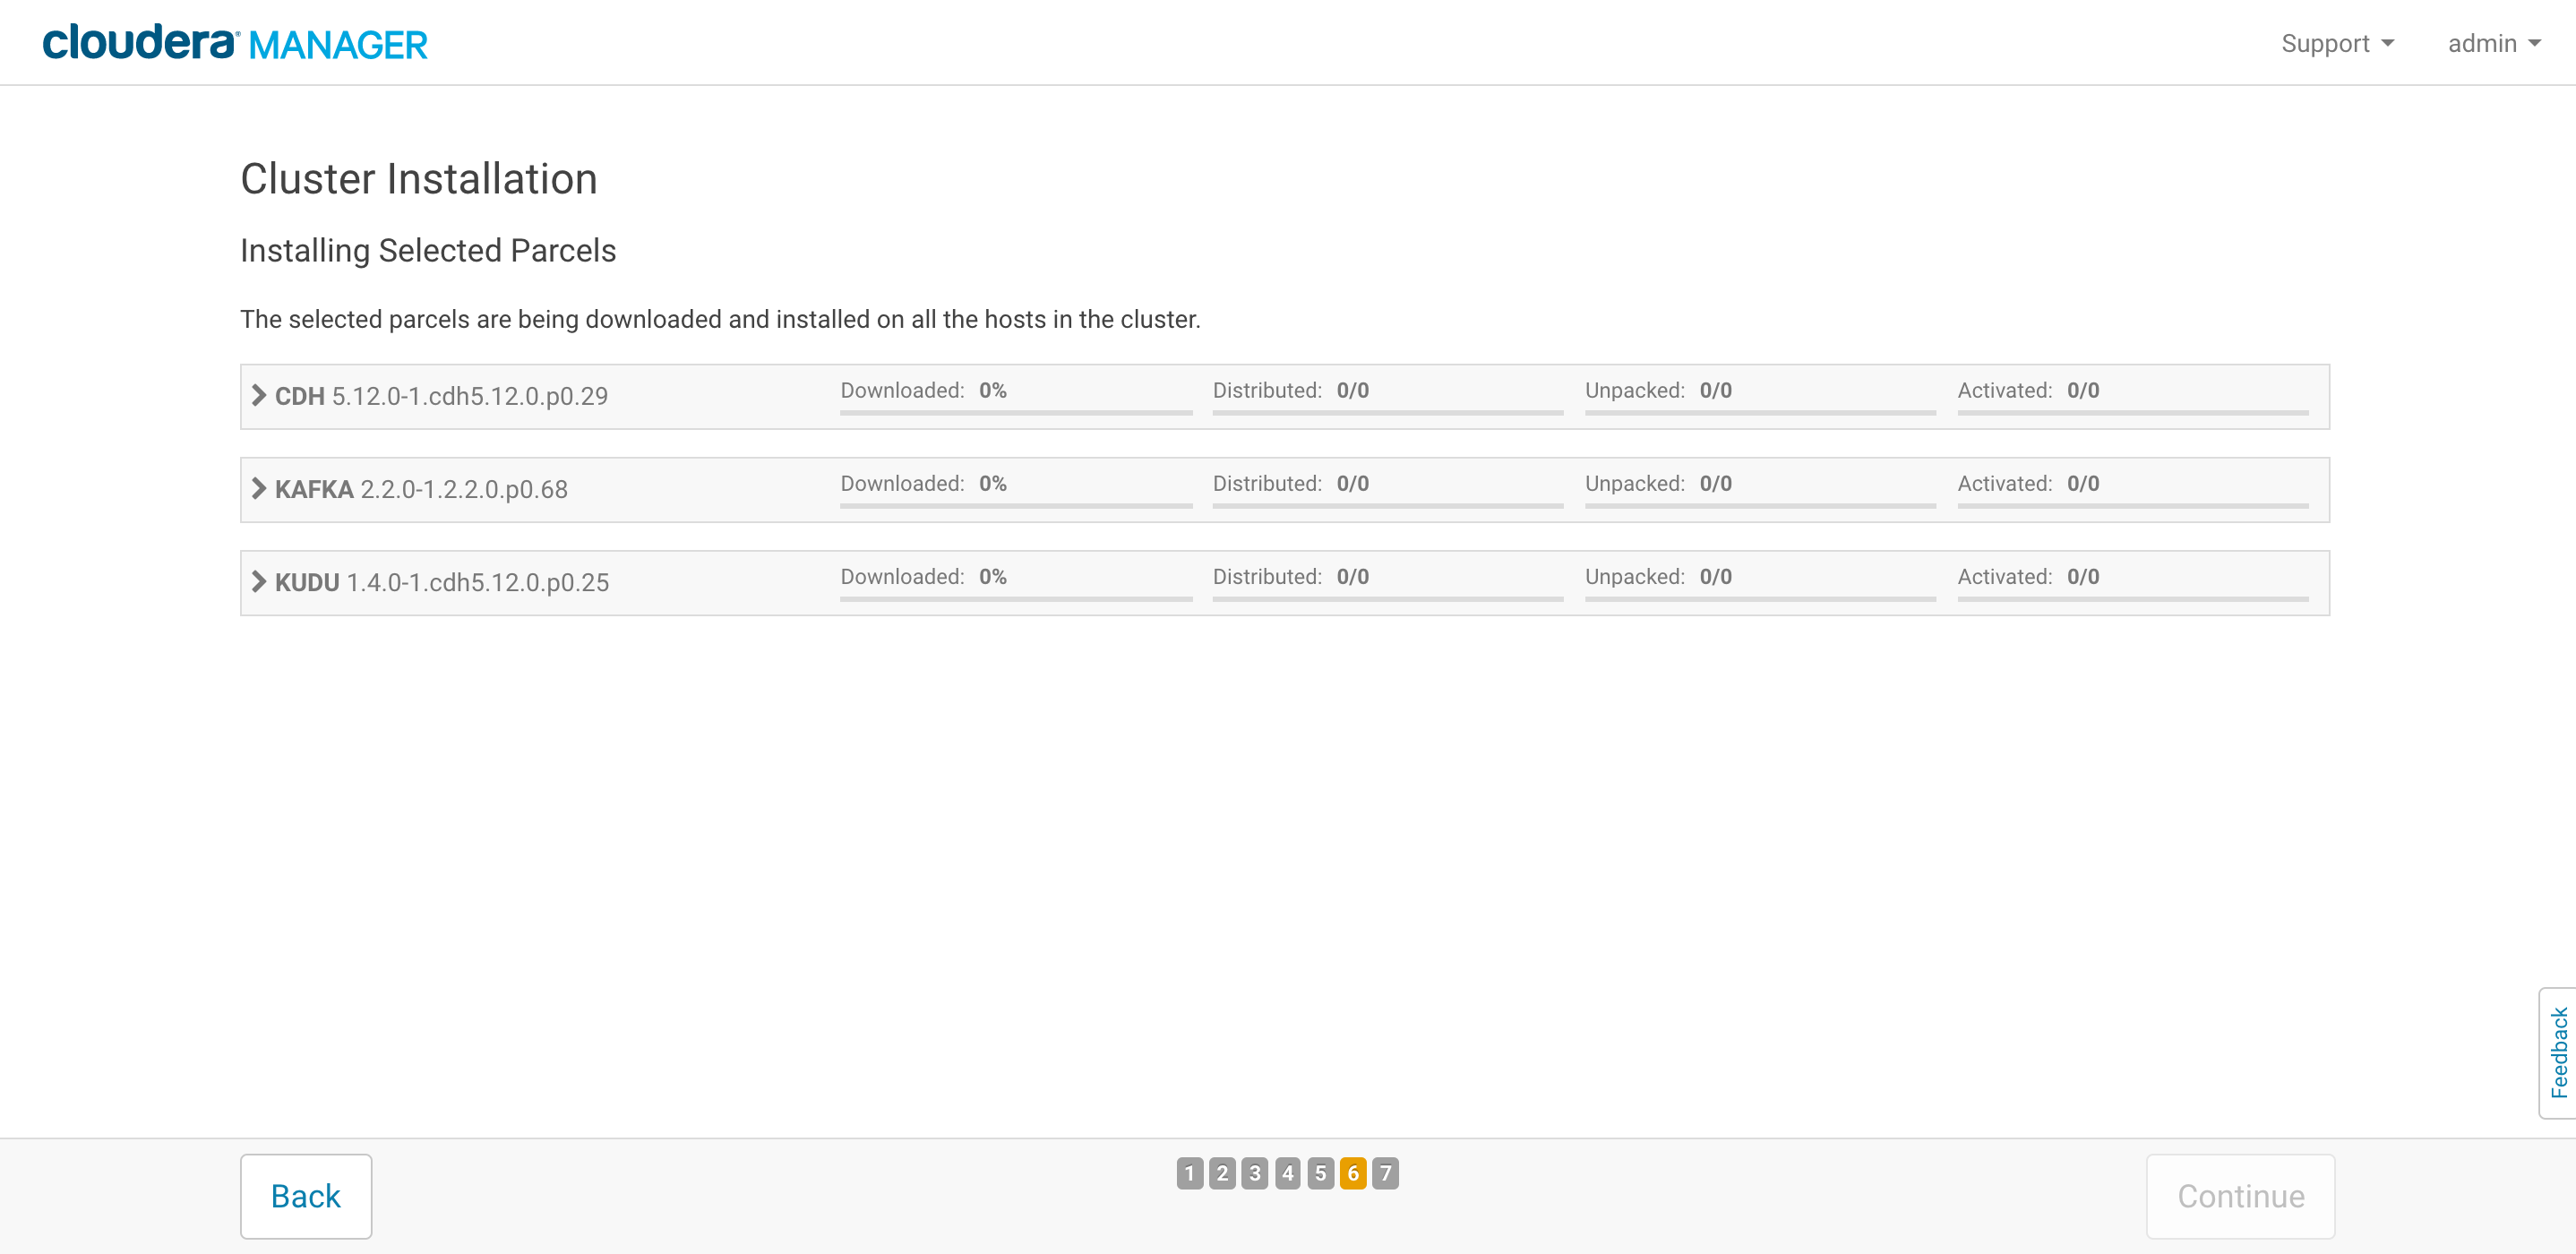 cloudera® MANAGER Support admin
Cluster Installation
Installing Selected Parcels
The selected parcels are being downloaded and installed on all the hosts in the cluster.
CDH 5.12.0-1.cdh5.12.0.p0.29 Downloaded: 0% Distributed: 0/0 Unpacked: 0/0 Activated: 0/0
KAFKA 2.2.0-1.2.2.0.p0.68 Downloaded: 0% Distributed: 0/0 Unpacked: 0/0 Activated: 0/0
KUDU 1.4.0-1.cdh5.12.0.p0.25 Downloaded: 0% Distributed: 0/0 Unpacked: 0/0 Activated: 0/0
Feedback
Back 1 2 3 4 5 6 7 Continue